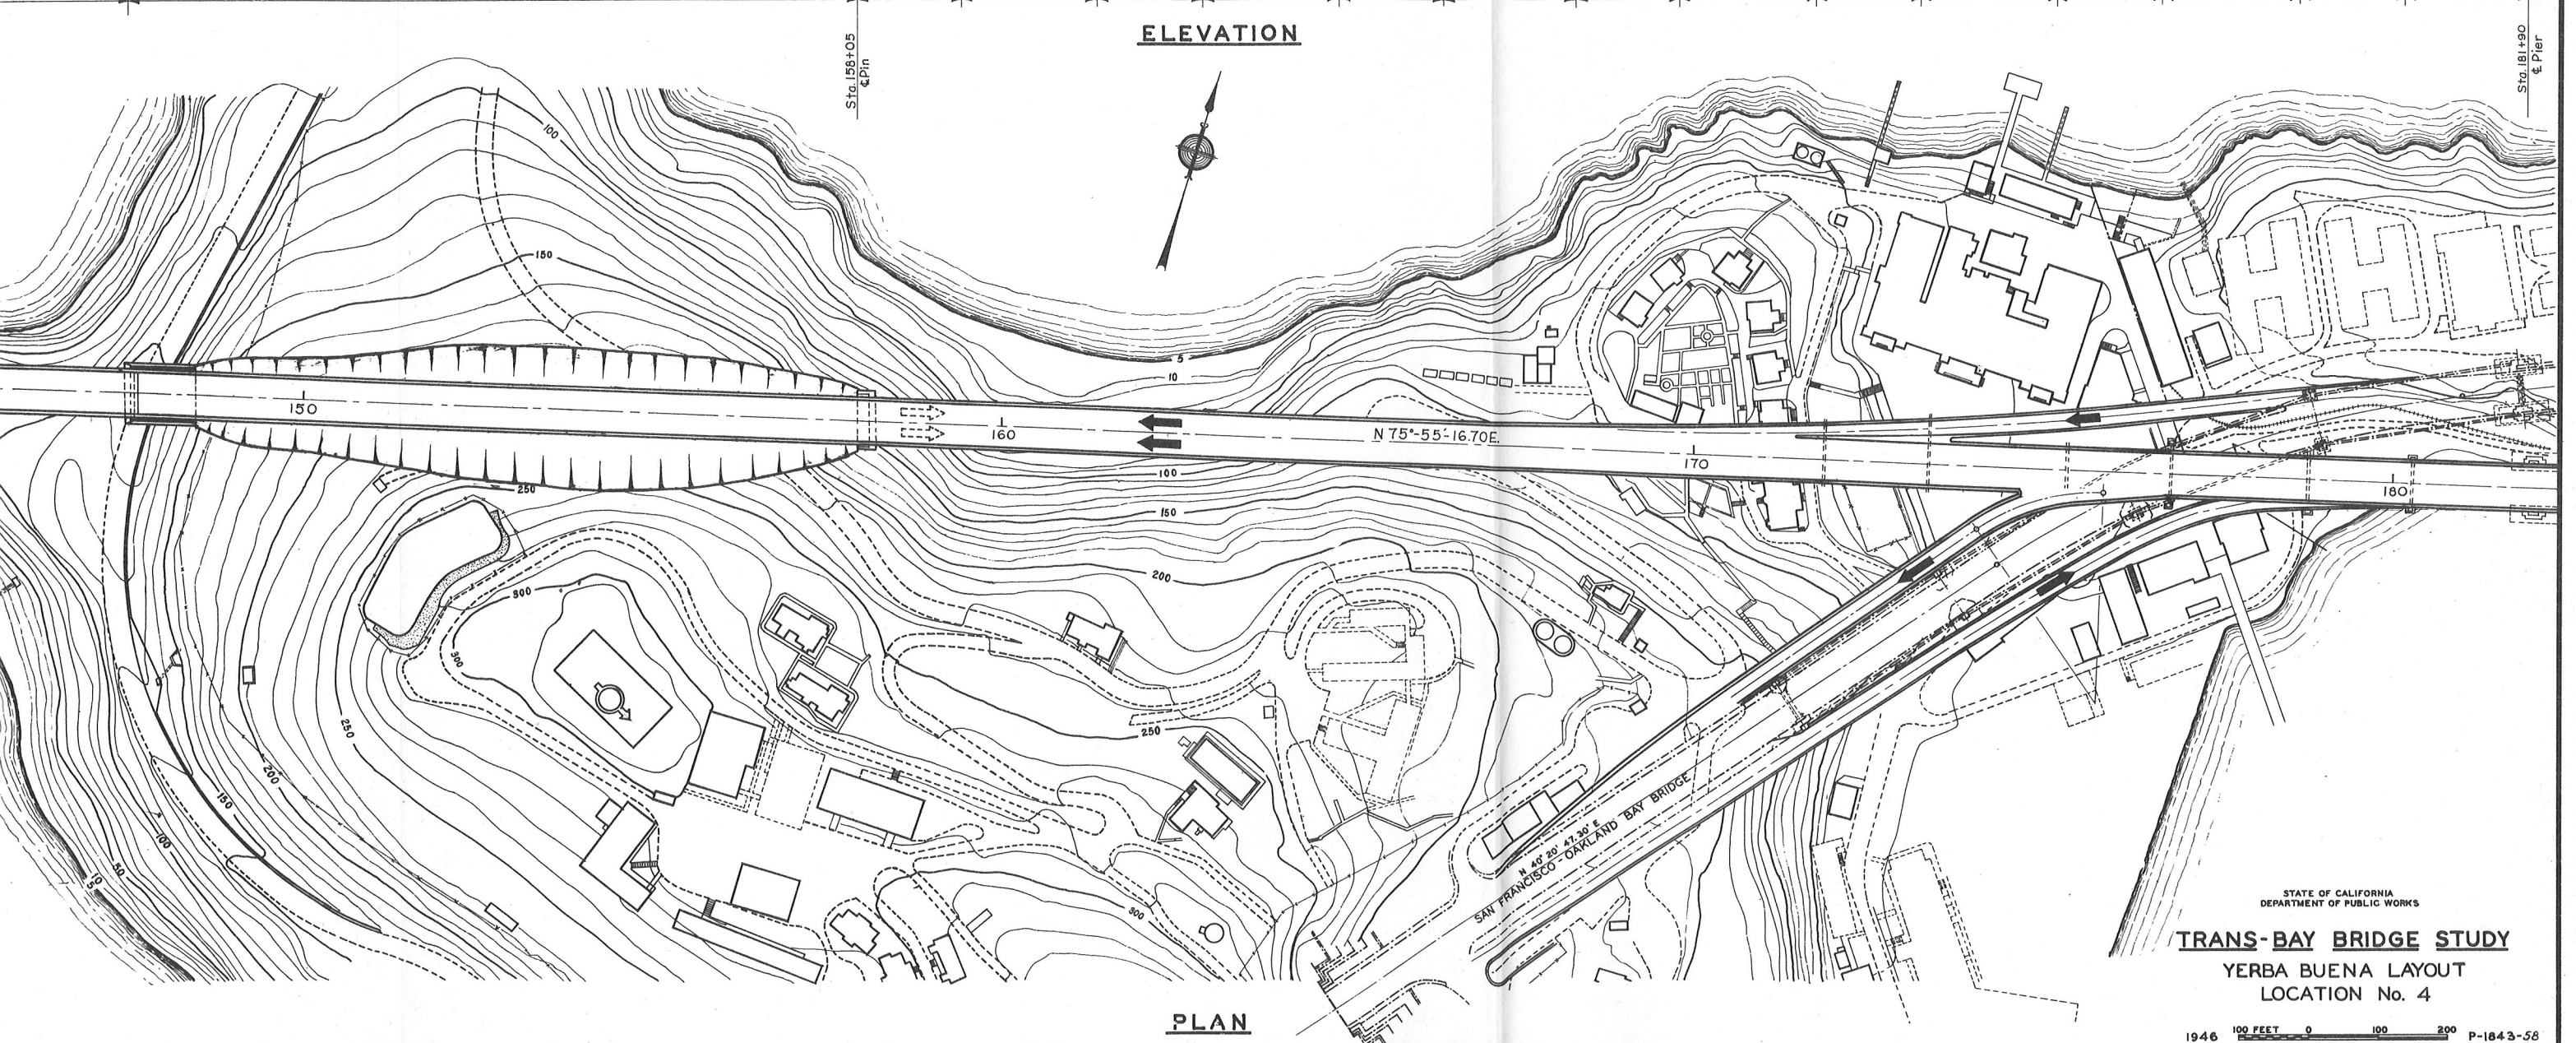 ELEVATION
Sta. 158+05
℄ Pin
Sta. 181+90
℄ Pier
100
150
5
10
150
160
N 75°-55'-16.70E.
170
180
100
150
200
250
300
300
250
250
200
150
100
50
10
5
300
N 40° 20' 47.30" E
SAN FRANCISCO - OAKLAND BAY BRIDGE
STATE OF CALIFORNIA
DEPARTMENT OF PUBLIC WORKS
TRANS-BAY BRIDGE STUDY
YERBA BUENA LAYOUT
LOCATION No. 4
PLAN
1946 100 FEET 0 100 200 P-1843-58